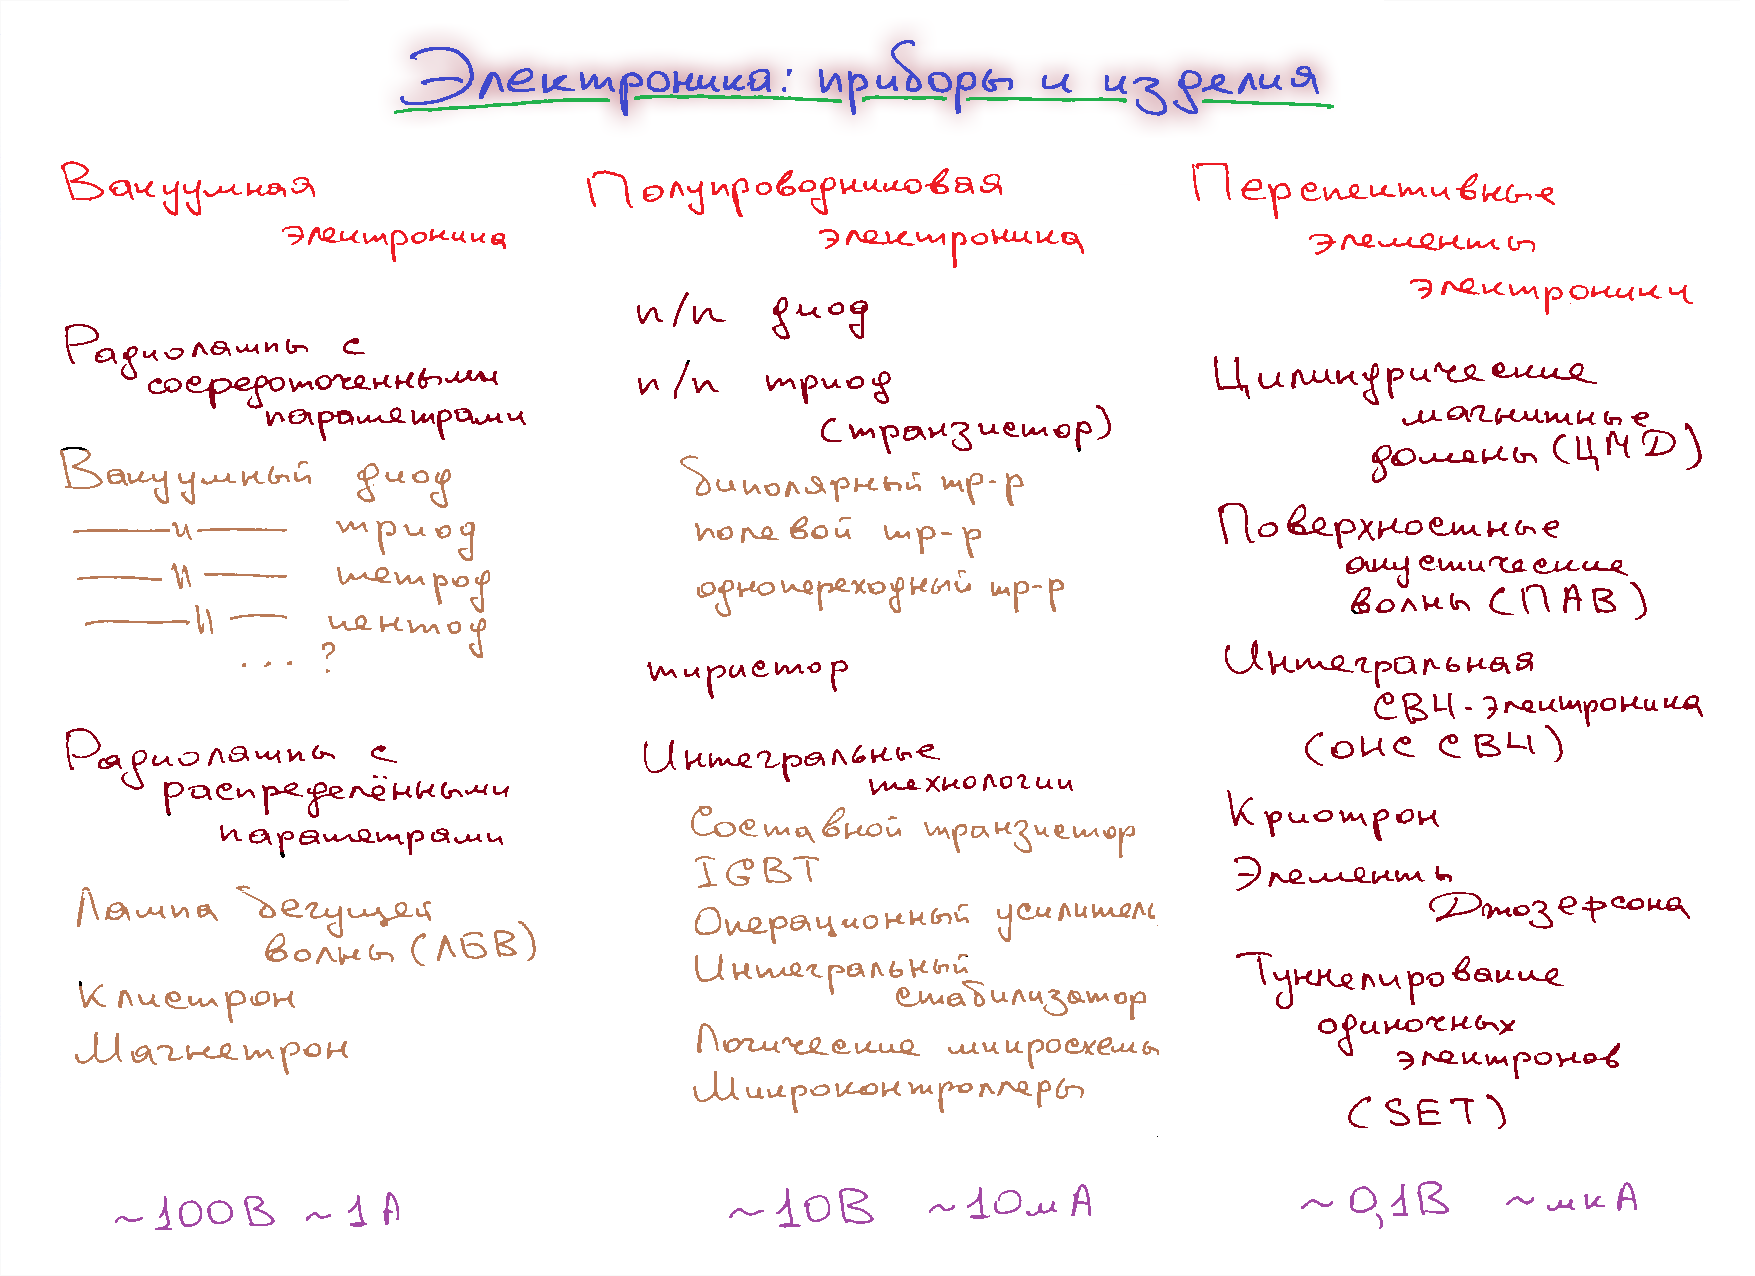 Электроника: приборы и изделия
Вакуумная
электроника
Радиолампы с
сосредоточенными
параметрами
Вакуумный диод
—и— триод
—и— тетрод
—и— пентод
... ?
Радиолампы с
распределёнными
параметрами
Лампа бегущей
волны (ЛБВ)
Клистрон
Магнетрон
~100В ~1А
Полупроводниковая
электроника
п/п диод
п/п триод
(транзистор)
биполярный тр-р
полевой тр-р
однопереходный тр-р
тиристор
Интегральные
технологии
Составной транзистор
IGBT
Операционный усилитель
Интегральный
стабилизатор
Логические микросхемы
Микроконтроллеры
~10В ~10мА
Перспективные
элементы
электроники
Цилиндрические
магнитные
домены (ЦМД)
Поверхностные
акустические
волны (ПАВ)
Интегральная
СВЧ-электроника
(ОИС СВЧ)
Криотрон
Элементы
Джозефсона
Туннелирование
одиночных
электронов
(SET)
~0,1В ~мкА